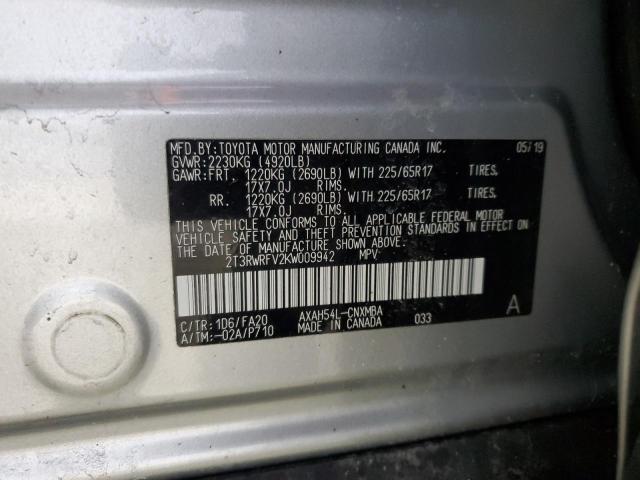 MFD.BY:TOYOTA MOTOR MANUFACTURING CANADA INC. 05/19
GVWR:2230KG (4920LB)
GAWR:FRT. 1220KG (2690LB) WITH 225/65R17 TIRES.
17X7.0J RIMS.
RR. 1220KG (2690LB) WITH 225/65R17 TIRES.
17X7.0J RIMS.
THIS VEHICLE CONFORMS TO ALL APPLICABLE FEDERAL MOTOR
VEHICLE SAFETY AND THEFT PREVENTION STANDARDS IN EFFECT ON
THE DATE OF MANUFACTURE SHOWN ABOVE.
2T3RWRFV2KW009942 MPV
C/TR:1D6/FA20 AXAH54L-CNXMBA
A/TM:-02A/P710 MADE IN CANADA 033 A